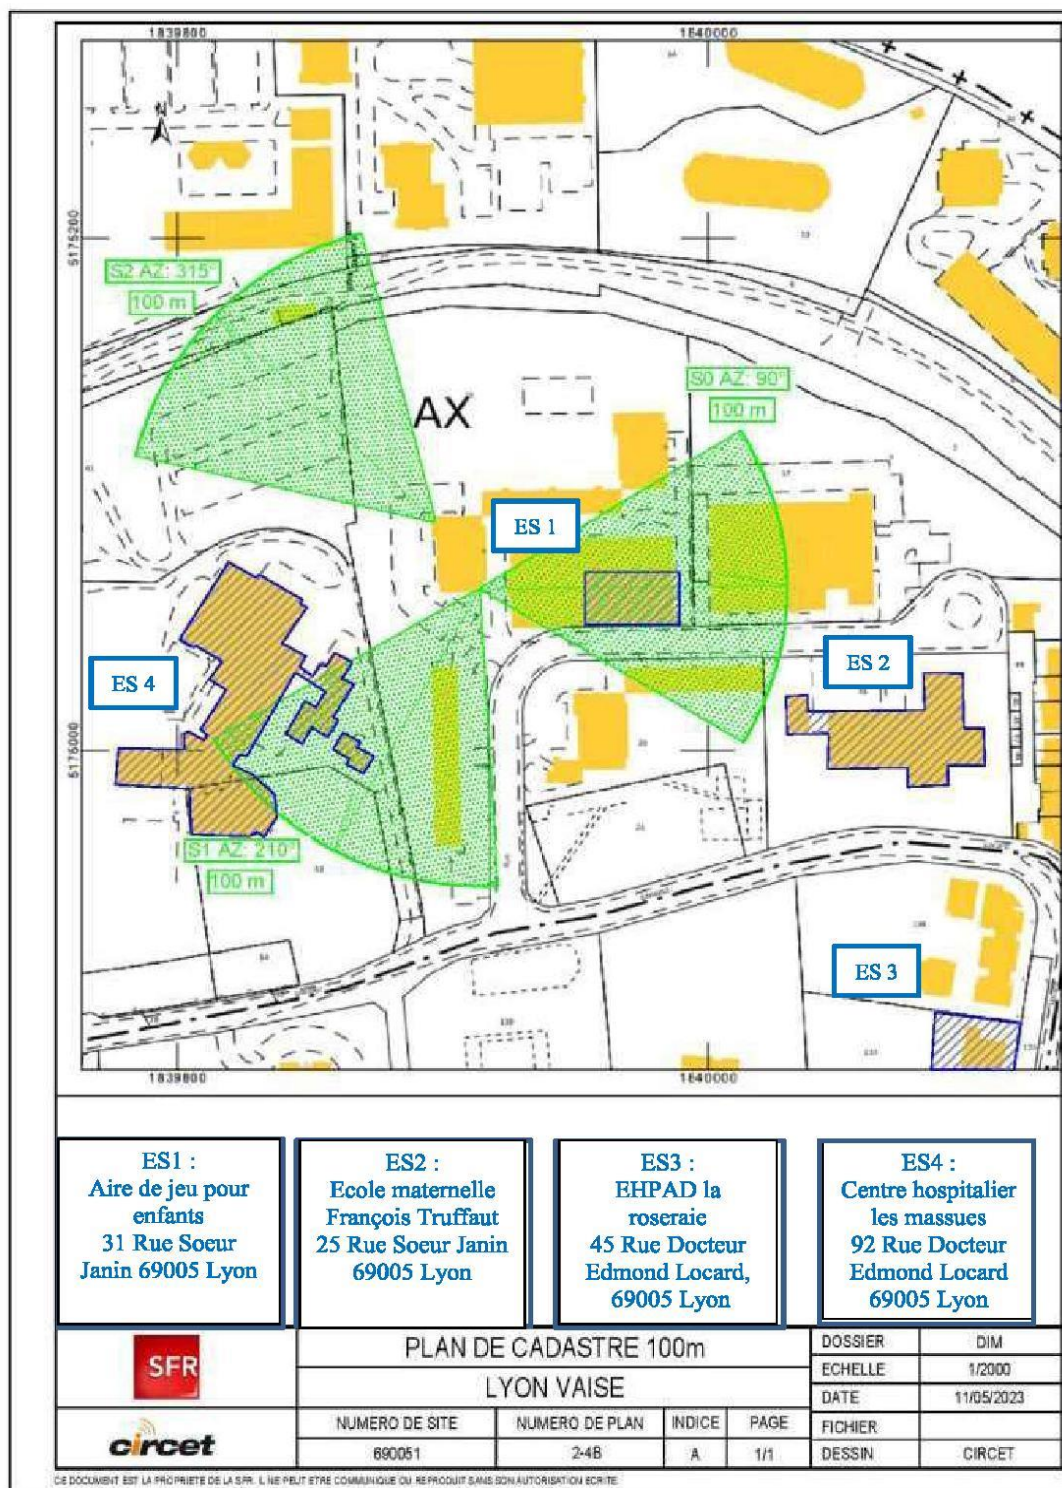 1839800
1640000
N
5175200
S2 AZ: 315°
100 m
S0 AZ: 90°
100 m
AX
ES 1
ES 2
ES 4
5175000
S1 AZ: 210°
100 m
ES 3
1839800
1640000
ES1 :
Aire de jeu pour
enfants
31 Rue Soeur
Janin 69005 Lyon
ES2 :
Ecole maternelle
François Truffaut
25 Rue Soeur Janin
69005 Lyon
ES3 :
EHPAD la
roseraie
45 Rue Docteur
Edmond Locard,
69005 Lyon
ES4 :
Centre hospitalier
les massues
92 Rue Docteur
Edmond Locard
69005 Lyon
SFR
circet
PLAN DE CADASTRE 100m
LYON VAISE
NUMERO DE SITE
NUMERO DE PLAN
INDICE
PAGE
690051
2-4B
A
1/1
DOSSIER
DIM
ECHELLE
1/2000
DATE
11/05/2023
FICHIER
DESSIN
CIRCET
CE DOCUMENT EST LA PROPRIETE DE LA SFR. IL NE PEUT ETRE COMMUNIQUE OU REPRODUIT SANS SON AUTORISATION ECRITE